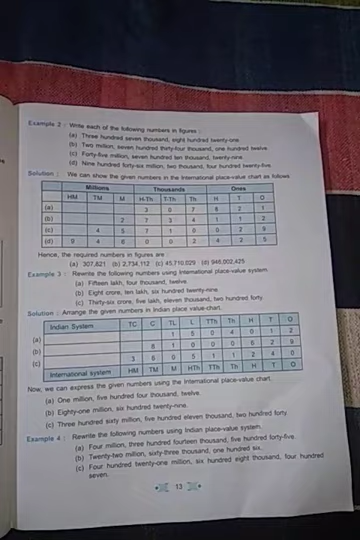 Example 2 : Write each of the following numbers in figures :
(a) Three hundred seven thousand, eight hundred twenty-one
(b) Two million, seven hundred thirty-four thousand, one hundred twelve.
(c) Forty-five million, seven hundred ten thousand, twenty-nine.
(d) Nine hundred forty-six million, two thousand, four hundred twenty-five.
Solution : We can show the given numbers in the International place-value chart as follows.
Millions Thousands Ones
HM TM M H-Th T-Th Th H T O
(a) 3 0 7 8 2 1
(b) 2 7 3 4 1 1 2
(c) 4 5 7 1 0 0 2 9
(d) 9 4 6 0 0 2 4 2 5
Hence, the required numbers in figures are :
(a) 307,821 (b) 2,734,112 (c) 45,710,029 (d) 946,002,425
Example 3 : Rewrite the following numbers using International place-value system.
(a) Fifteen lakh, four thousand, twelve.
(b) Eight crore, ten lakh, six hundred twenty-nine.
(c) Thirty-six crore, five lakh, eleven thousand, two hundred forty.
Solution : Arrange the given numbers in Indian place-value chart.
Indian System TC C TL L TTh Th H T O
(a) 1 5 0 4 0 1 2
(b) 8 1 0 0 0 6 2 9
(c) 3 6 0 5 1 1 2 4 0
International system HM TM M HTh TTh Th H T O
Now, we can express the given numbers using the International place-value chart.
(a) One million, five hundred four thousand, twelve.
(b) Eighty-one million, six hundred twenty-nine.
(c) Three hundred sixty million, five hundred eleven thousand, two hundred forty.
Example 4 : Rewrite the following numbers using Indian place-value system.
(a) Four million, three hundred fourteen thousand, five hundred forty-five.
(b) Twenty-two million, sixty-three thousand, one hundred six.
(c) Four hundred twenty-one million, six hundred eight thousand, four hundred
seven.
13